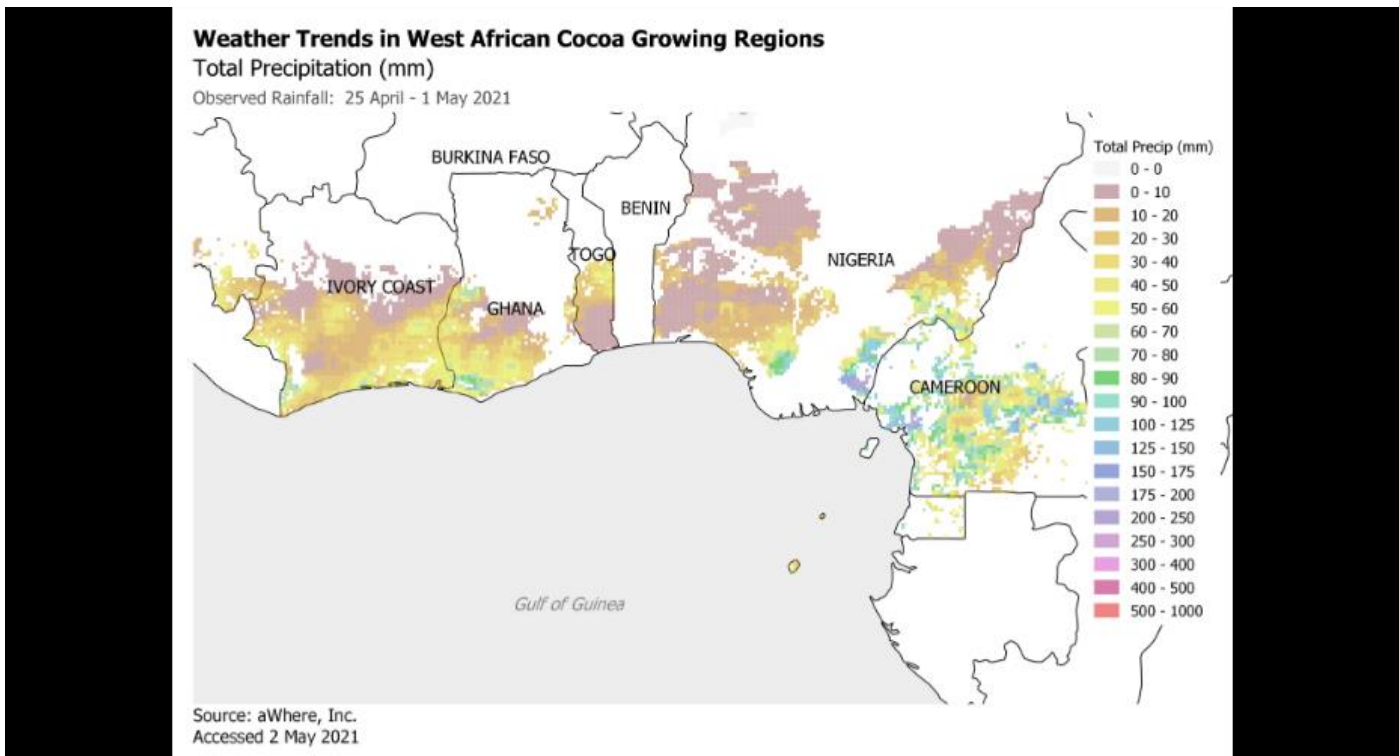 Weather Trends in West African Cocoa Growing Regions
Total Precipitation (mm)
Observed Rainfall: 25 April - 1 May 2021
BURKINA FASO
BENIN
TOGO
NIGERIA
IVORY COAST
GHANA
CAMEROON
Gulf of Guinea
Total Precip (mm)
0 - 0
0 - 10
10 - 20
20 - 30
30 - 40
40 - 50
50 - 60
60 - 70
70 - 80
80 - 90
90 - 100
100 - 125
125 - 150
150 - 175
175 - 200
200 - 250
250 - 300
300 - 400
400 - 500
500 - 1000
Source: aWhere, Inc.
Accessed 2 May 2021